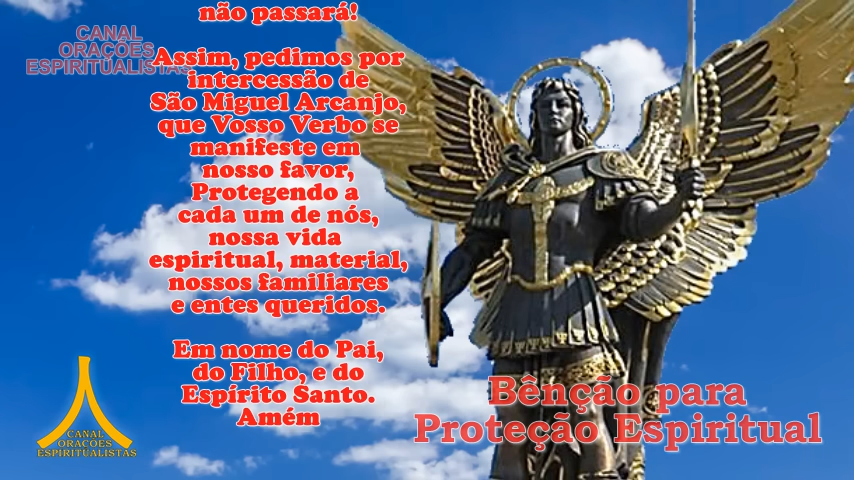 não passará!
CANAL
ORAÇÕES
ESPIRITUALISTAS
Assim, pedimos por
intercessão de
São Miguel Arcanjo,
que Vosso Verbo se
manifeste em
nosso favor,
Protegendo a
cada um de nós,
nossa vida
espiritual, material,
nossos familiares
e entes queridos.
Em nome do Pai,
do Filho, e do
Espírito Santo.
Amém
Bênção para
Proteção Espiritual
CANAL
ORAÇÕES
ESPIRITUALISTAS